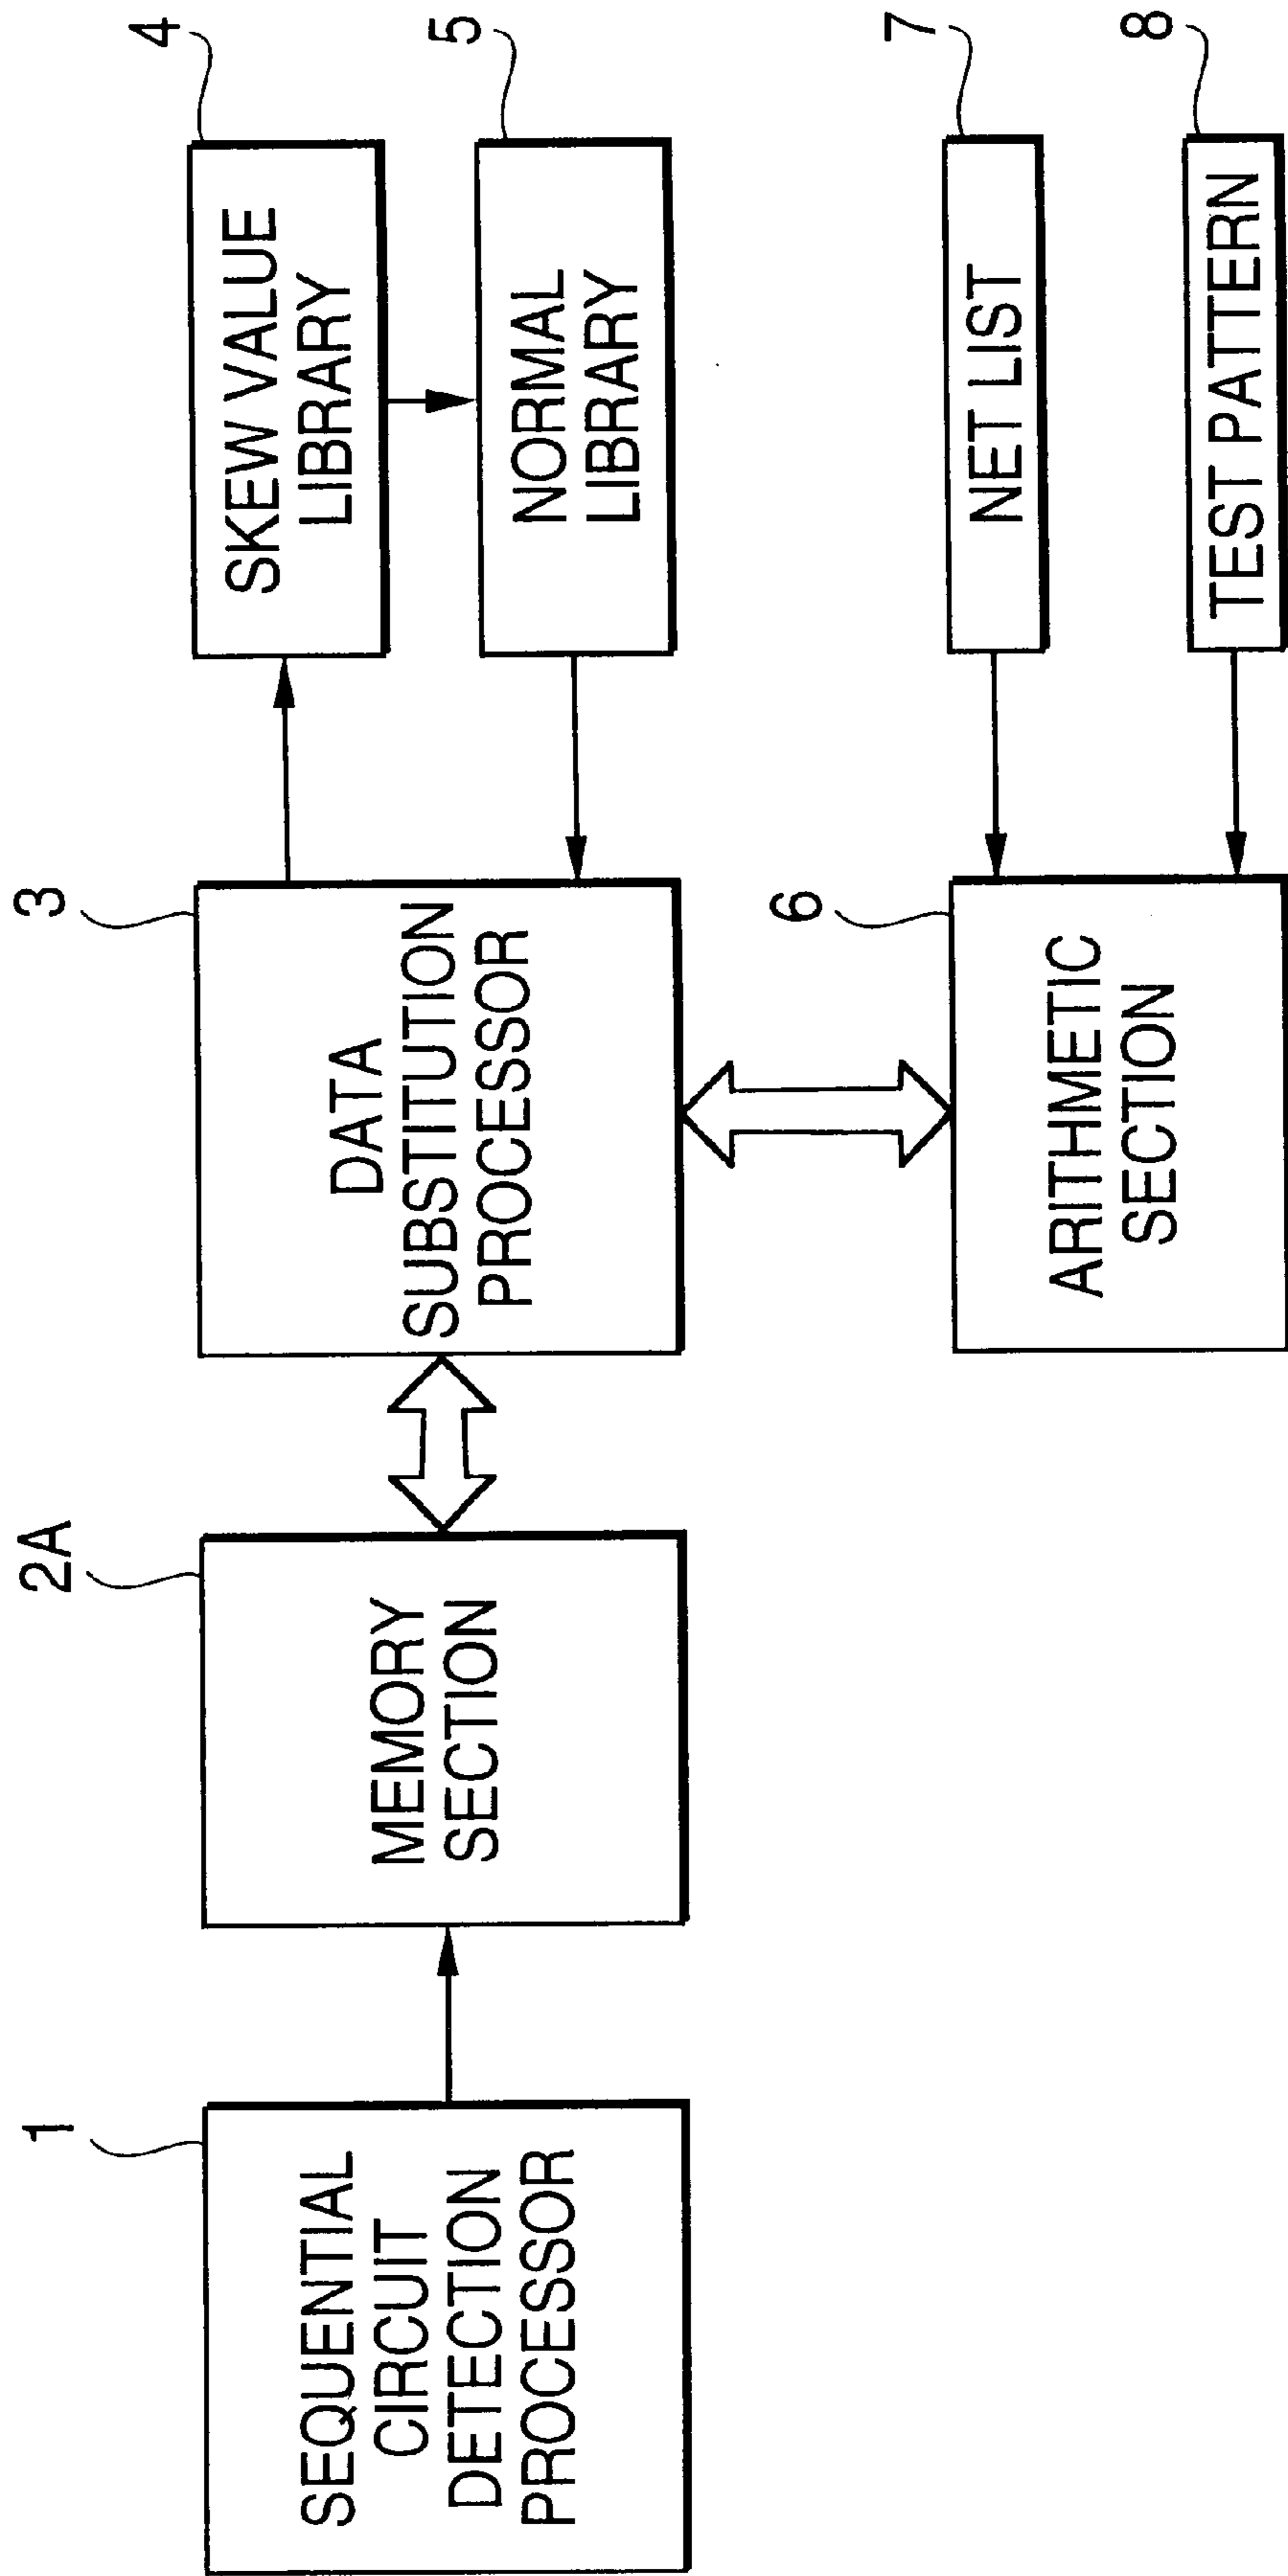 1
SEQUENTIAL
CIRCUIT
DETECTION
PROCESSOR
2A
MEMORY
SECTION
3
DATA
SUBSTITUTION
PROCESSOR
4
SKEW VALUE
LIBRARY
5
NORMAL
LIBRARY
6
ARITHMETIC
SECTION
7
NET LIST
8
TEST PATTERN